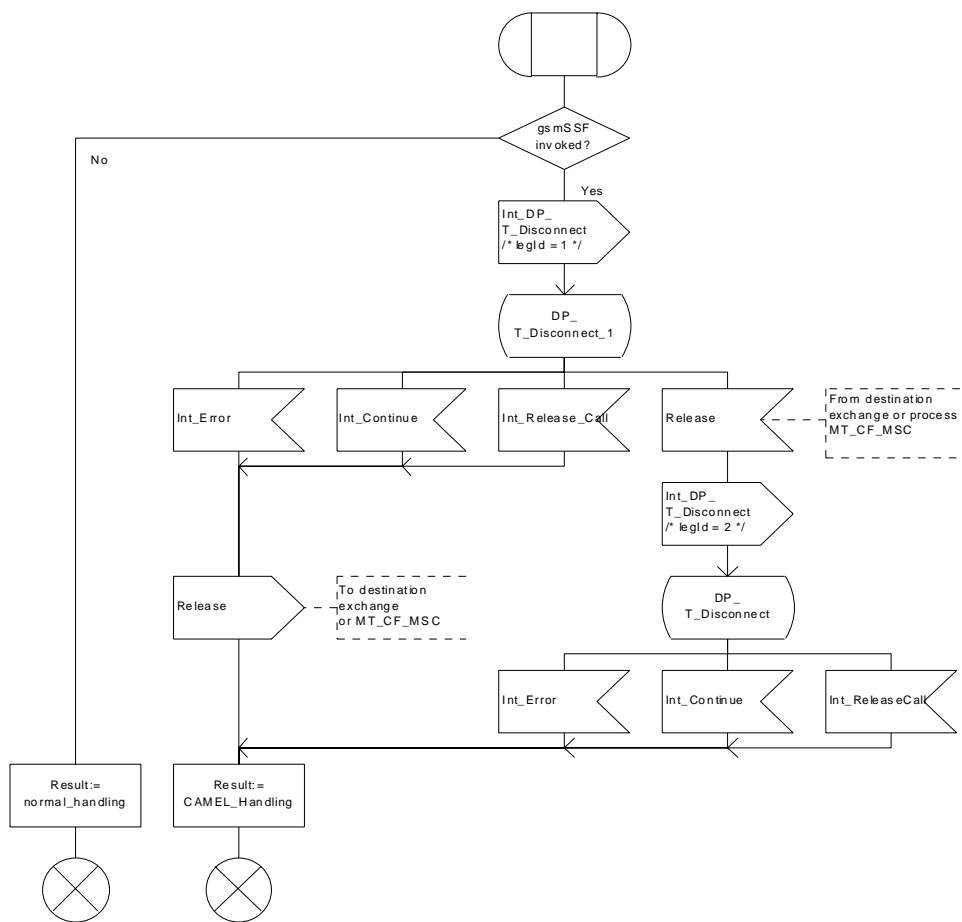 gsmSSF
invoked?
No
Yes
Int_DP_
T_Disconnect
/* legId = 1 */
DP_
T_Disconnect_1
Int_Error
Int_Continue
Int_Release_Call
Release
From destination
exchange or process
MT_CF_MSC
Int_DP_
T_Disconnect
/* legId = 2 */
Release
To destination
exchange
or MT_CF_MSC
DP_
T_Disconnect
Int_Error
Int_Continue
Int_ReleaseCall
Result:=
normal_handling
Result:=
CAMEL_Handling